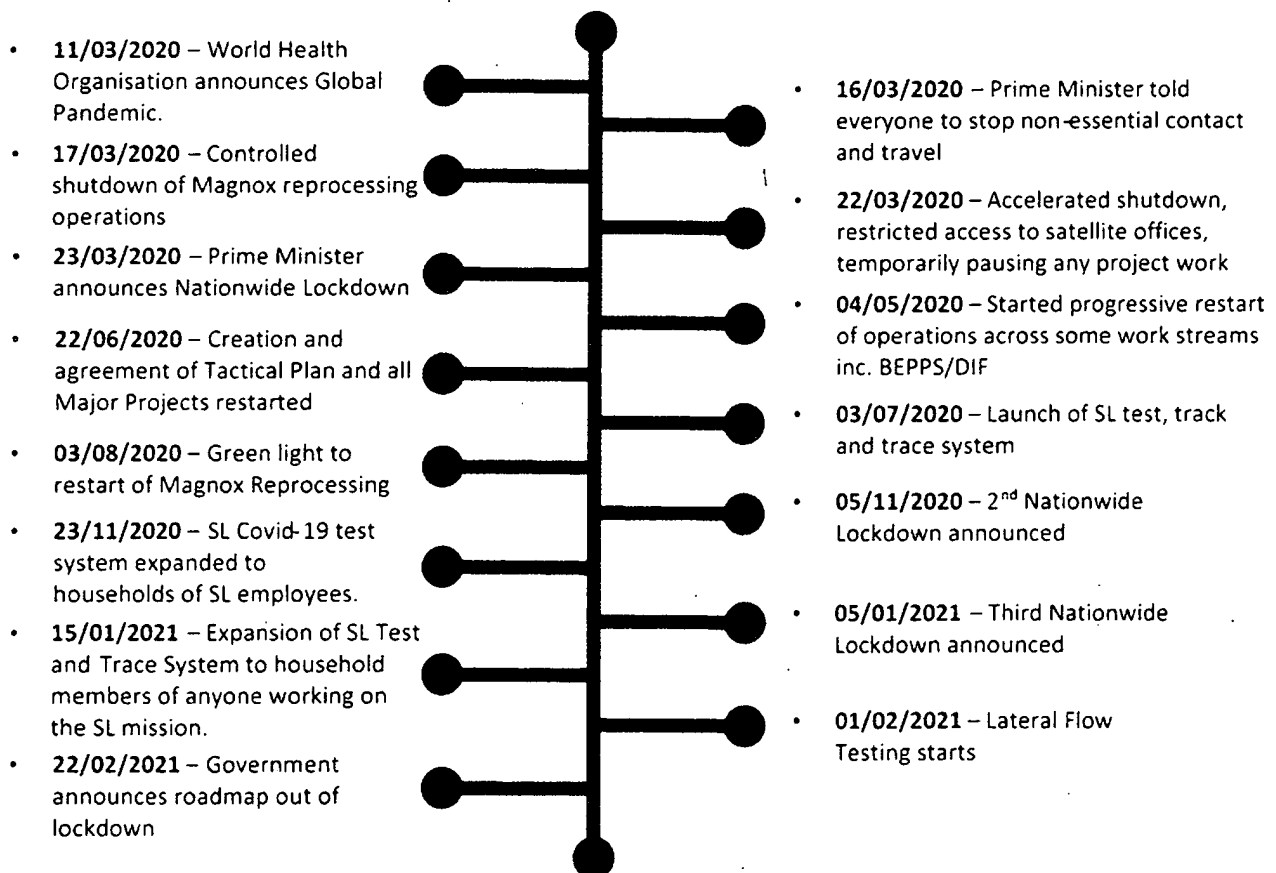 • 11/03/2020 – World Health
Organisation announces Global
Pandemic.
• 17/03/2020 – Controlled
shutdown of Magnox reprocessing
operations
• 23/03/2020 – Prime Minister
announces Nationwide Lockdown
• 22/06/2020 – Creation and
agreement of Tactical Plan and all
Major Projects restarted
• 03/08/2020 – Green light to
restart of Magnox Reprocessing
• 23/11/2020 – SL Covid-19 test
system expanded to
households of SL employees.
• 15/01/2021 – Expansion of SL Test
and Trace System to household
members of anyone working on
the SL mission.
• 22/02/2021 – Government
announces roadmap out of
lockdown
• 16/03/2020 – Prime Minister told
everyone to stop non-essential contact
and travel
• 22/03/2020 – Accelerated shutdown,
restricted access to satellite offices,
temporarily pausing any project work
• 04/05/2020 – Started progressive restart
of operations across some work streams
inc. BEPPS/DIF
• 03/07/2020 – Launch of SL test, track
and trace system
• 05/11/2020 – 2nd Nationwide
Lockdown announced
• 05/01/2021 – Third Nationwide
Lockdown announced
• 01/02/2021 – Lateral Flow
Testing starts